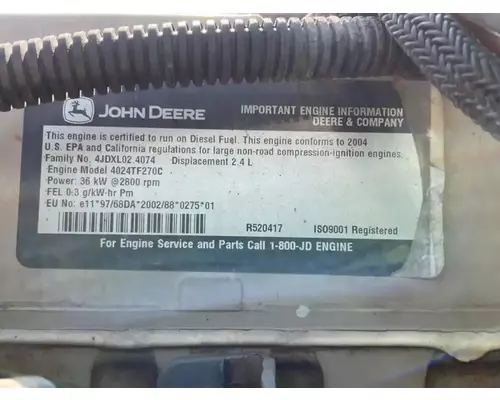 JOHN DEERE
IMPORTANT ENGINE INFORMATION
DEERE & COMPANY
This engine is certified to run on Diesel Fuel. This engine conforms to 2004
U.S. EPA and California regulations for large non-road compression-ignition engines.
Family No. 4JDXL02.4074 Displacement 2.4 L
Engine Model 4024TF270C
Power: 36 kW @2800 rpm
FEL 0.3 g/kW-hr Pm
EU No: e11*97/68DA*2002/88*0275*01
R520417 ISO9001 Registered
For Engine Service and Parts Call 1-800-JD ENGINE